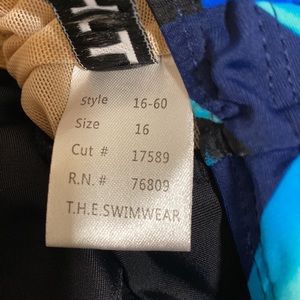 Style 16-60
Size 16
Cut # 17589
R.N. # 76809
T.H.E.SWIMWEAR